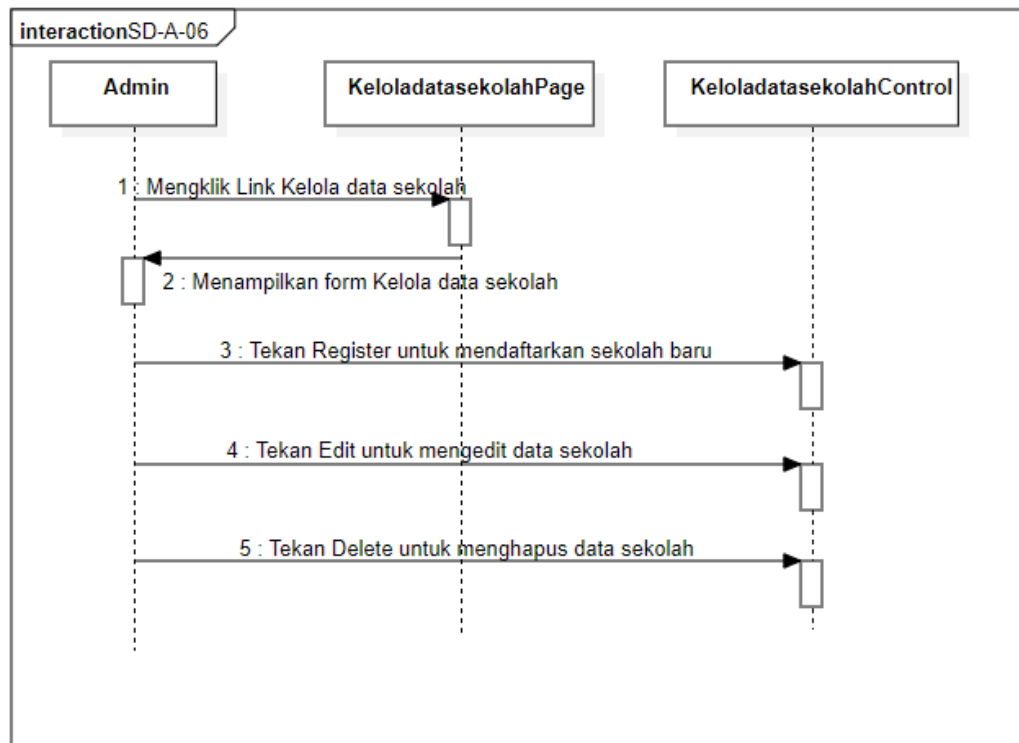 interactionSD-A-06
Admin
KeloladatasekolahPage
KeloladatasekolahControl
1 : Mengklik Link Kelola data sekolah
2 : Menampilkan form Kelola data sekolah
3 : Tekan Register untuk mendaftarkan sekolah baru
4 : Tekan Edit untuk mengedit data sekolah
5 : Tekan Delete untuk menghapus data sekolah